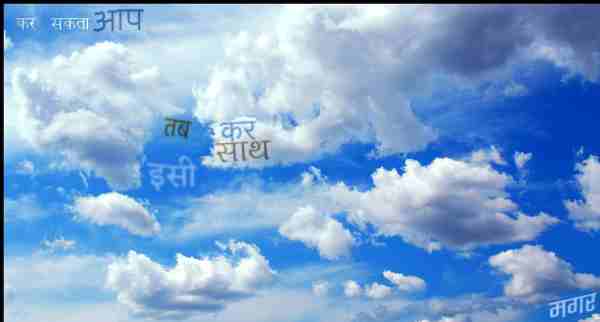 कर सकता आप
तब कर
साथ
इसी
मगर